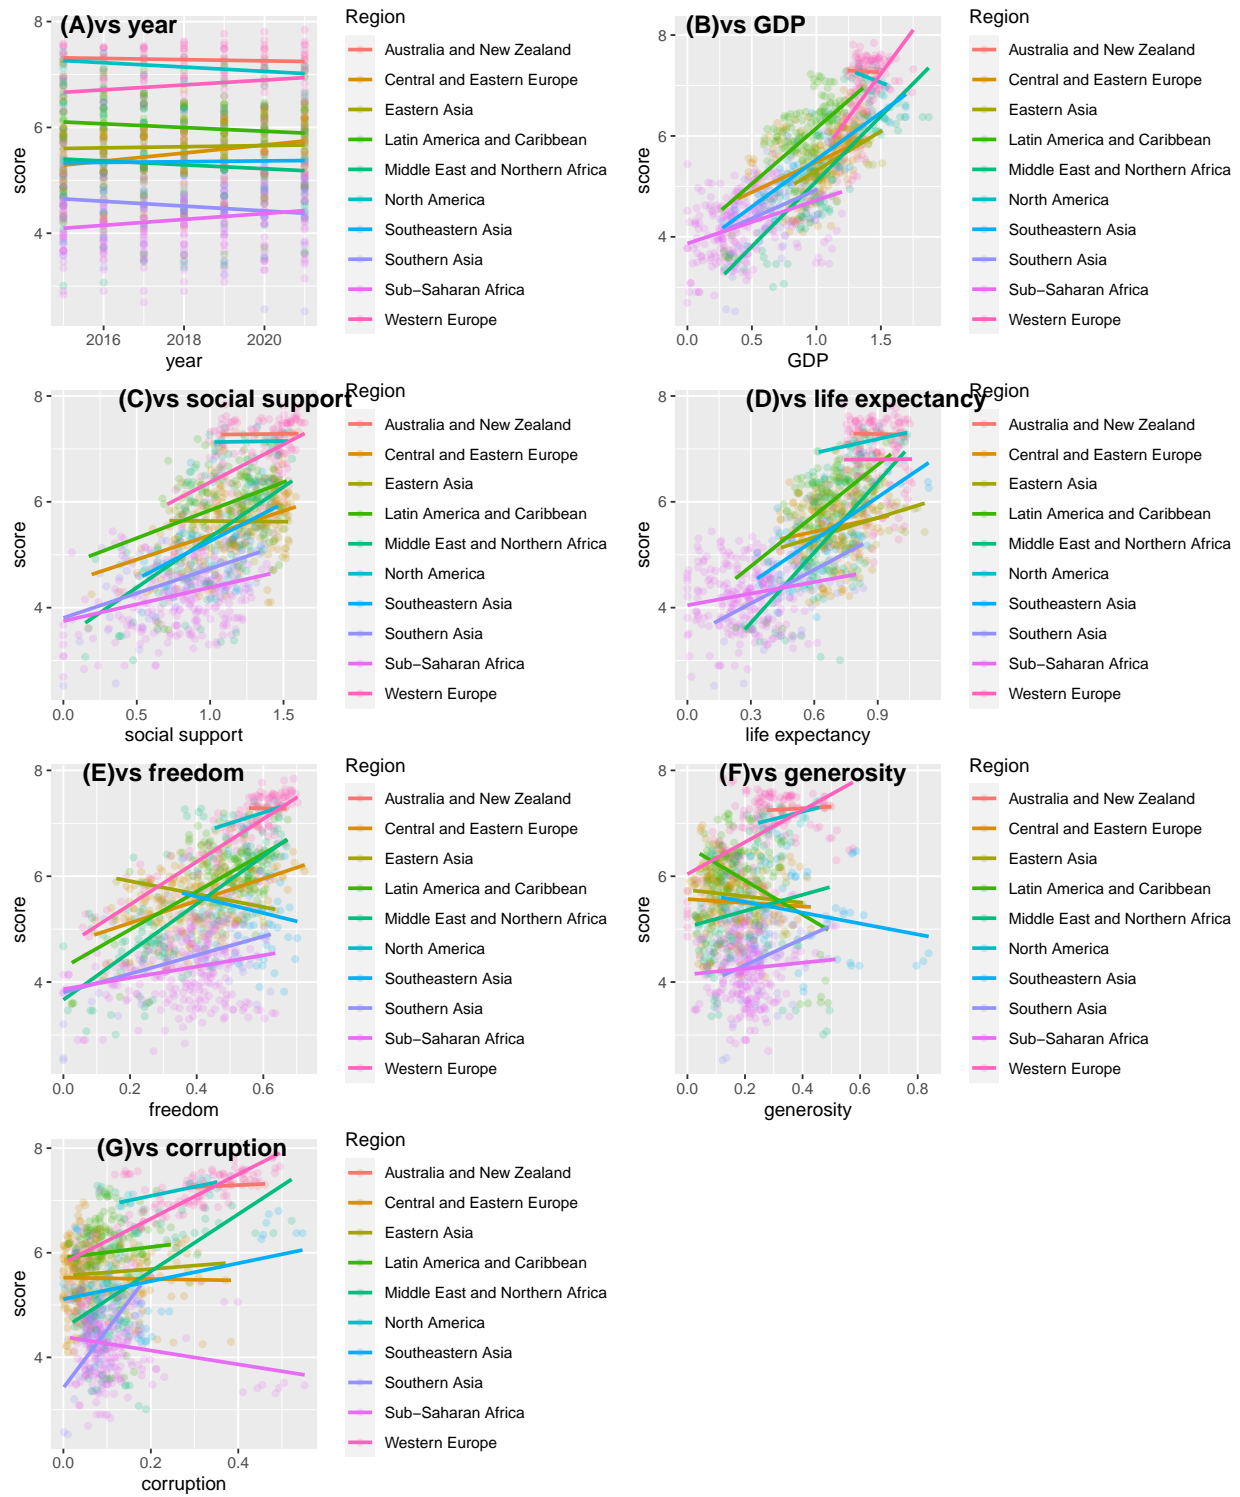 (A)vs year
score
8
6
4
2016 2018 2020
year
Region
Australia and New Zealand
Central and Eastern Europe
Eastern Asia
Latin America and Caribbean
Middle East and Northern Africa
North America
Southeastern Asia
Southern Asia
Sub−Saharan Africa
Western Europe
(B)vs GDP
score
8
6
4
0.0 0.5 1.0 1.5
GDP
Region
Australia and New Zealand
Central and Eastern Europe
Eastern Asia
Latin America and Caribbean
Middle East and Northern Africa
North America
Southeastern Asia
Southern Asia
Sub−Saharan Africa
Western Europe
(C)vs social support
score
8
6
4
0.0 0.5 1.0 1.5
social support
Region
Australia and New Zealand
Central and Eastern Europe
Eastern Asia
Latin America and Caribbean
Middle East and Northern Africa
North America
Southeastern Asia
Southern Asia
Sub−Saharan Africa
Western Europe
(D)vs life expectancy
score
8
6
4
0.0 0.3 0.6 0.9
life expectancy
Region
Australia and New Zealand
Central and Eastern Europe
Eastern Asia
Latin America and Caribbean
Middle East and Northern Africa
North America
Southeastern Asia
Southern Asia
Sub−Saharan Africa
Western Europe
(E)vs freedom
score
8
6
4
0.0 0.2 0.4 0.6
freedom
Region
Australia and New Zealand
Central and Eastern Europe
Eastern Asia
Latin America and Caribbean
Middle East and Northern Africa
North America
Southeastern Asia
Southern Asia
Sub−Saharan Africa
Western Europe
(F)vs generosity
score
8
6
4
0.0 0.2 0.4 0.6 0.8
generosity
Region
Australia and New Zealand
Central and Eastern Europe
Eastern Asia
Latin America and Caribbean
Middle East and Northern Africa
North America
Southeastern Asia
Southern Asia
Sub−Saharan Africa
Western Europe
(G)vs corruption
score
8
6
4
0.0 0.2 0.4
corruption
Region
Australia and New Zealand
Central and Eastern Europe
Eastern Asia
Latin America and Caribbean
Middle East and Northern Africa
North America
Southeastern Asia
Southern Asia
Sub−Saharan Africa
Western Europe